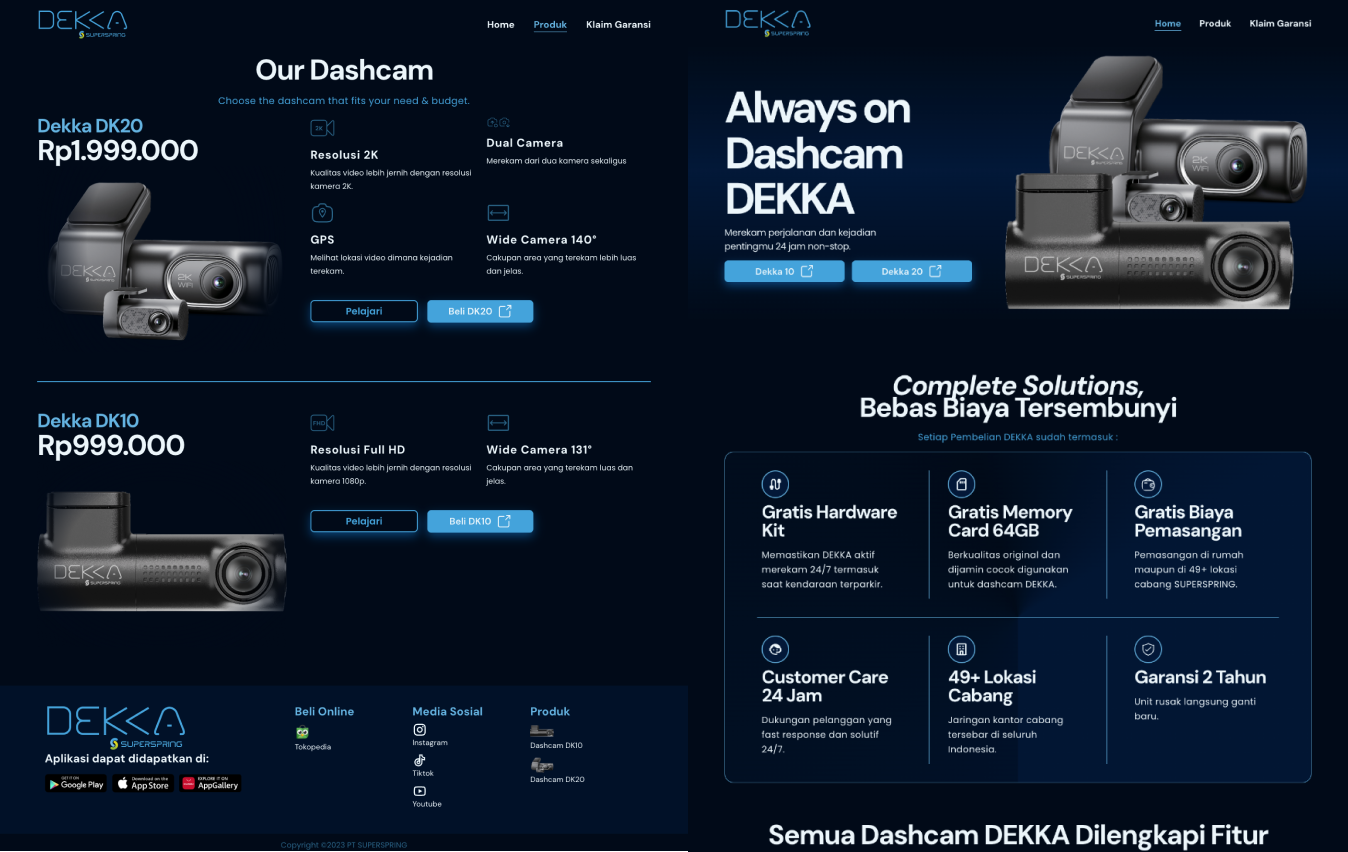 DEKKA
SUPERSPRING
Home Produk Klaim Garansi
Our Dashcam
Choose the dashcam that fits your need & budget.
Dekka DK20
Rp1.999.000
DEKKA
2K
WIFI
2K
Resolusi 2K
Kualitas video lebih jernih dengan resolusi
kamera 2K.
Dual Camera
Merekam dari dua kamera sekaligus
GPS
Melihat lokasi video dimana kejadian
terekam.
Wide Camera 140°
Cakupan area yang terekam lebih luas
dan jelas.
Pelajari
Beli DK20
Dekka DK10
Rp999.000
DEKKA
SUPERSPRING
FHD
Resolusi Full HD
Kualitas video lebih jernih dengan resolusi
kamera 1080p.
Wide Camera 131°
Cakupan area yang terekam luas dan
jelas.
Pelajari
Beli DK10
DEKKA
SUPERSPRING
Aplikasi dapat didapatkan di:
GET IT ON
Google Play
Download on the
App Store
EXPLORE IT ON
AppGallery
Beli Online
Tokopedia
Media Sosial
Instagram
Tiktok
Youtube
Produk
Dashcam DK10
Dashcam DK20
Copyright ©2023 PT SUPERSPRING
DEKKA
SUPERSPRING
Home Produk Klaim Garansi
Always on
Dashcam
DEKKA
Merekam perjalanan dan kejadian
pentingmu 24 jam non-stop.
Dekka 10
Dekka 20
DEKKA
SUPERSPRING
2K
WIFI
DEKKA
SUPERSPRING
Complete Solutions,
Bebas Biaya Tersembunyi
Setiap Pembelian DEKKA sudah termasuk :
Gratis Hardware
Kit
Memastikan DEKKA aktif
merekam 24/7 termasuk
saat kendaraan terparkir.
Gratis Memory
Card 64GB
Berkualitas original dan
dijamin cocok digunakan
untuk dashcam DEKKA.
Gratis Biaya
Pemasangan
Pemasangan di rumah
maupun di 49+ lokasi
cabang SUPERSPRING.
Customer Care
24 Jam
Dukungan pelanggan yang
fast response dan solutif
24/7.
49+ Lokasi
Cabang
Jaringan kantor cabang
tersebar di seluruh
Indonesia.
Garansi 2 Tahun
Unit rusak langsung ganti
baru.
Semua Dashcam DEKKA Dilengkapi Fitur